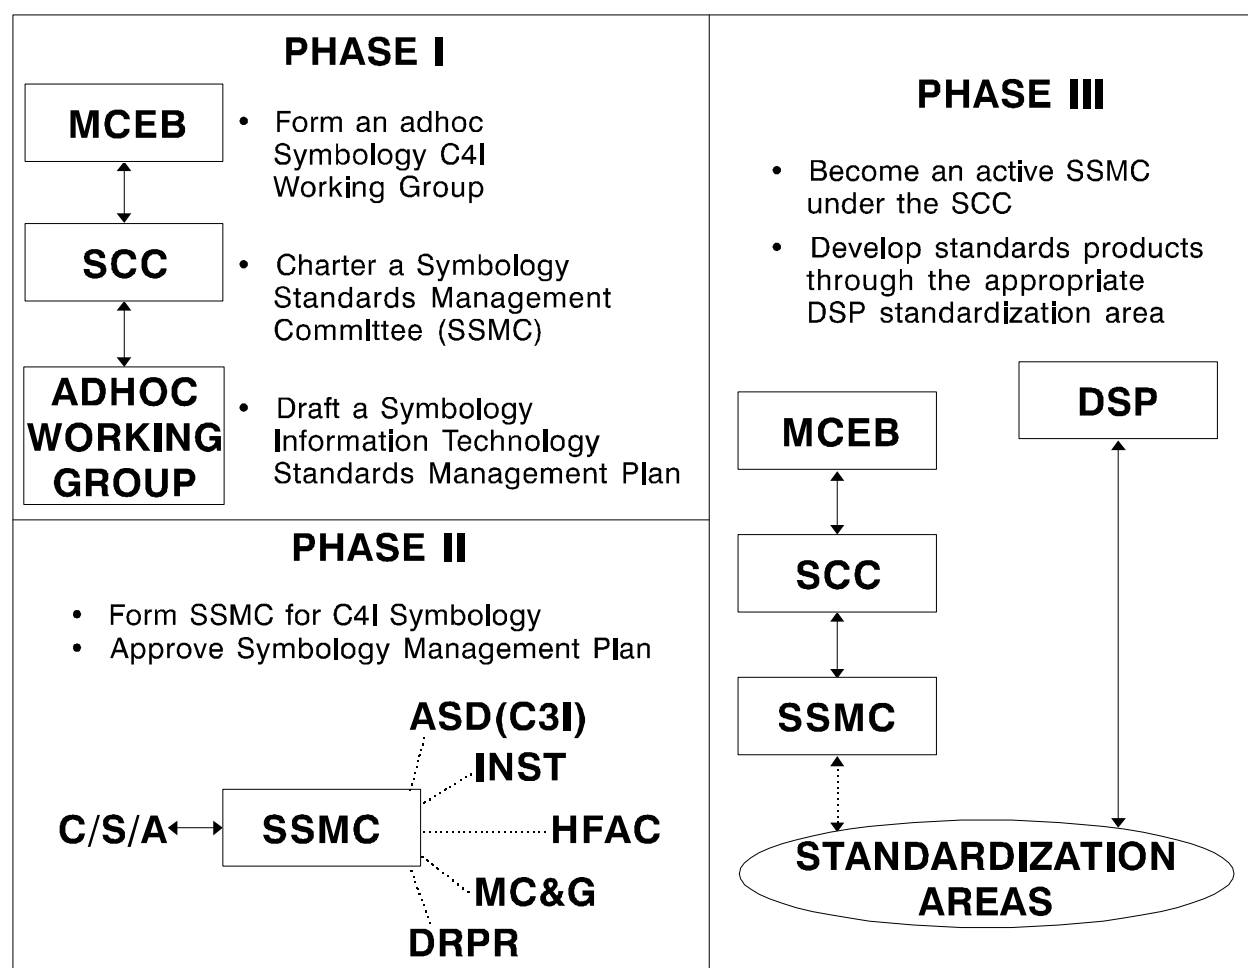 PHASE I
MCEB
• Form an adhoc
Symbology C4I
Working Group
SCC
• Charter a Symbology
Standards Management
Committee (SSMC)
ADHOC
WORKING
GROUP
• Draft a Symbology
Information Technology
Standards Management Plan
PHASE II
• Form SSMC for C4I Symbology
• Approve Symbology Management Plan
ASD(C3I)
INST
C/S/A
SSMC
HFAC
MC&G
DRPR
PHASE III
• Become an active SSMC
under the SCC
• Develop standards products
through the appropriate
DSP standardization area
DSP
MCEB
SCC
SSMC
STANDARDIZATION
AREAS